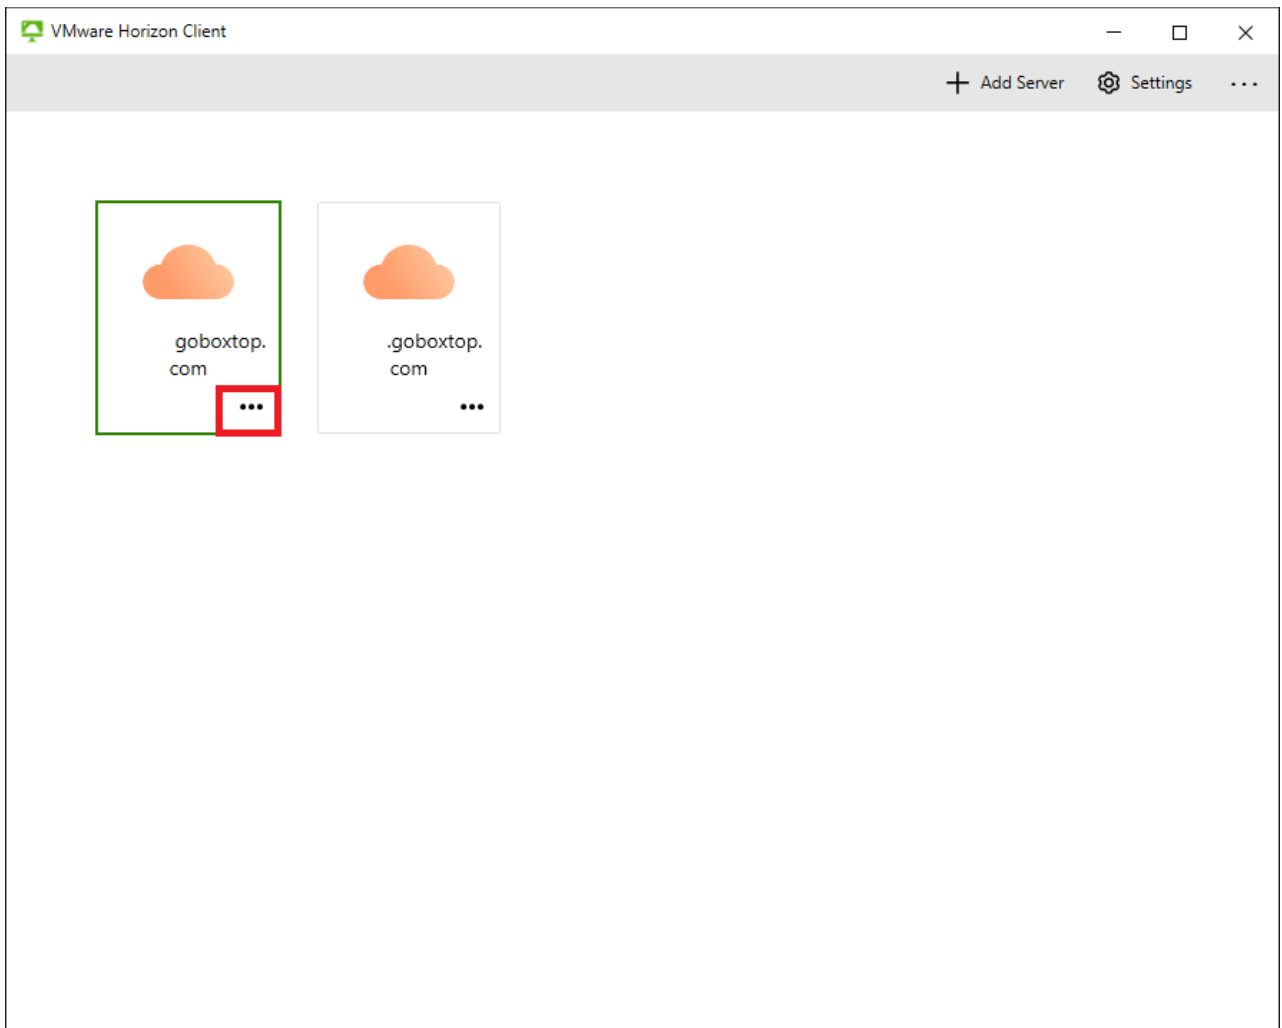 VMware Horizon Client
Add Server
Settings
goboxtop.
com
.goboxtop.
com